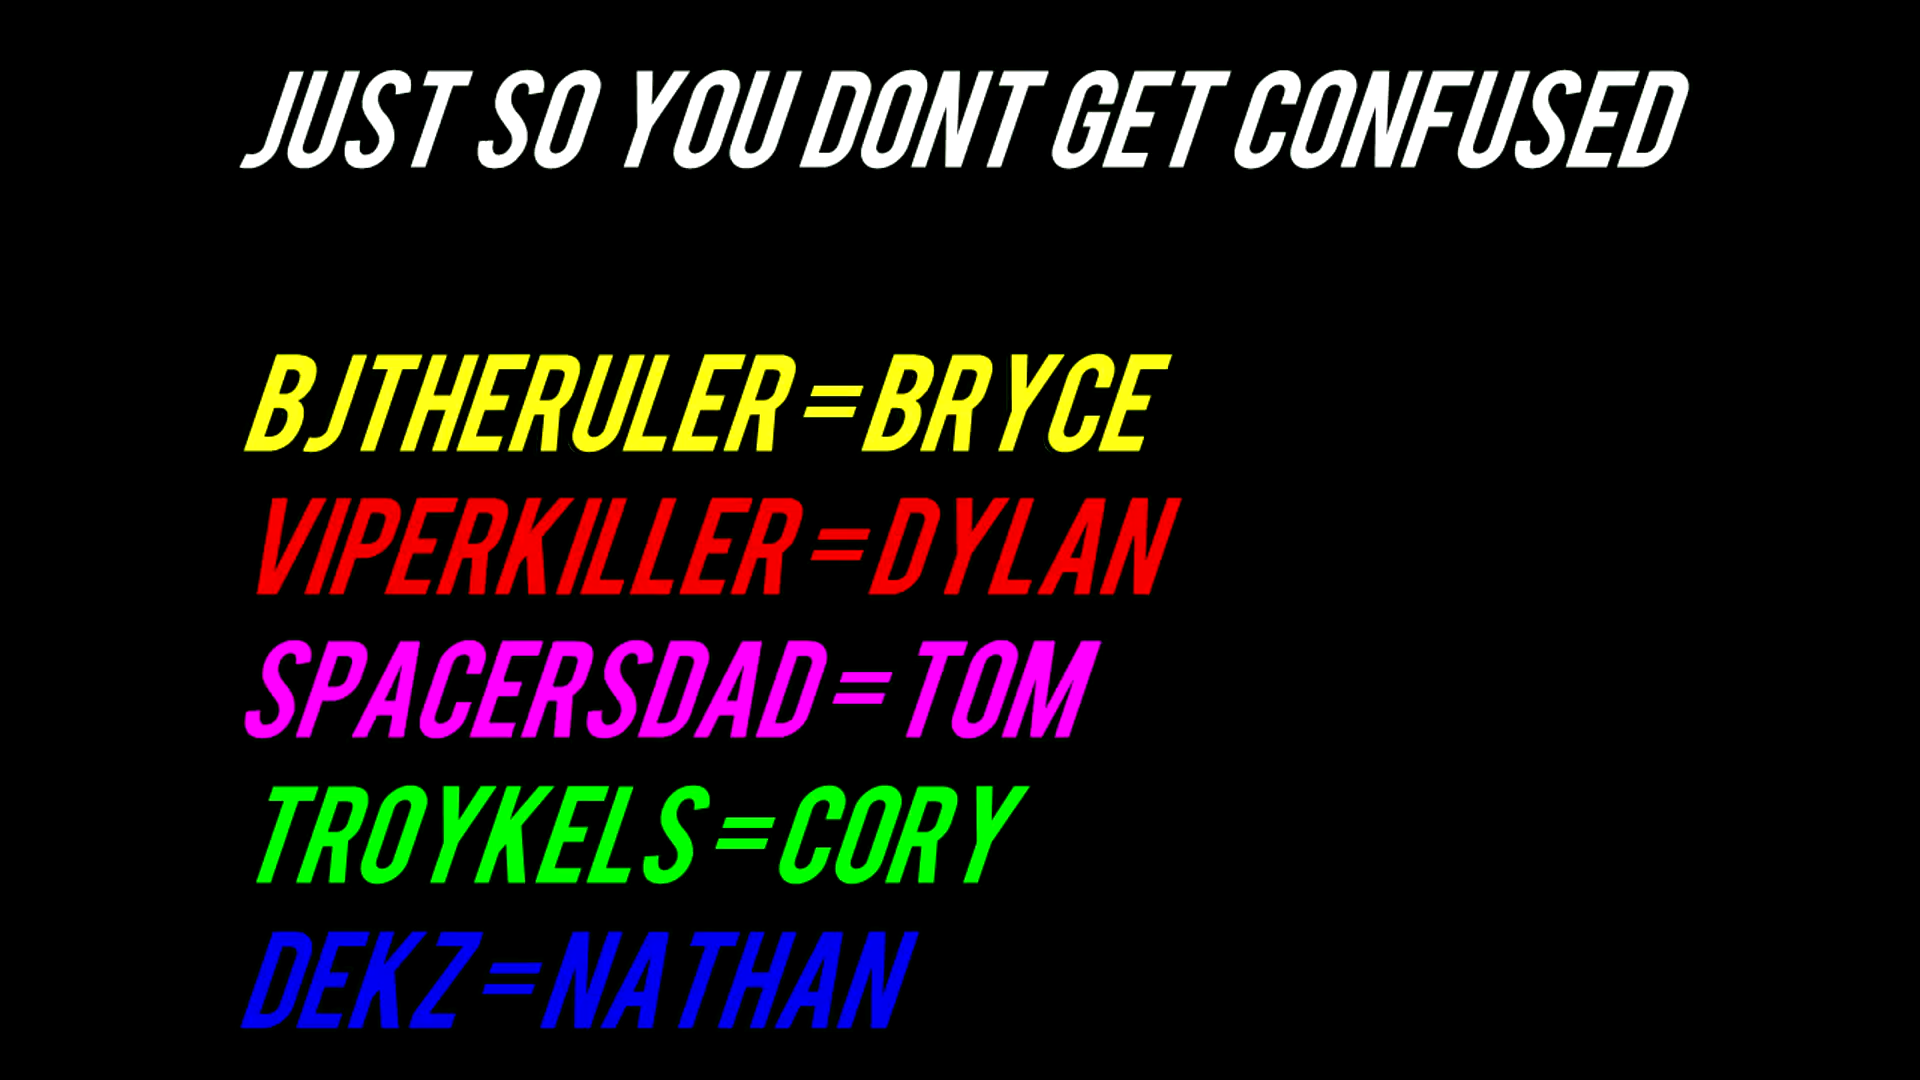 JUST SO YOU DONT GET CONFUSED
BJTHERULER=BRYCE
VIPERKILLER=DYLAN
SPACERSDAD=TOM
TROYKELS=CORY
DEKZ=NATHAN